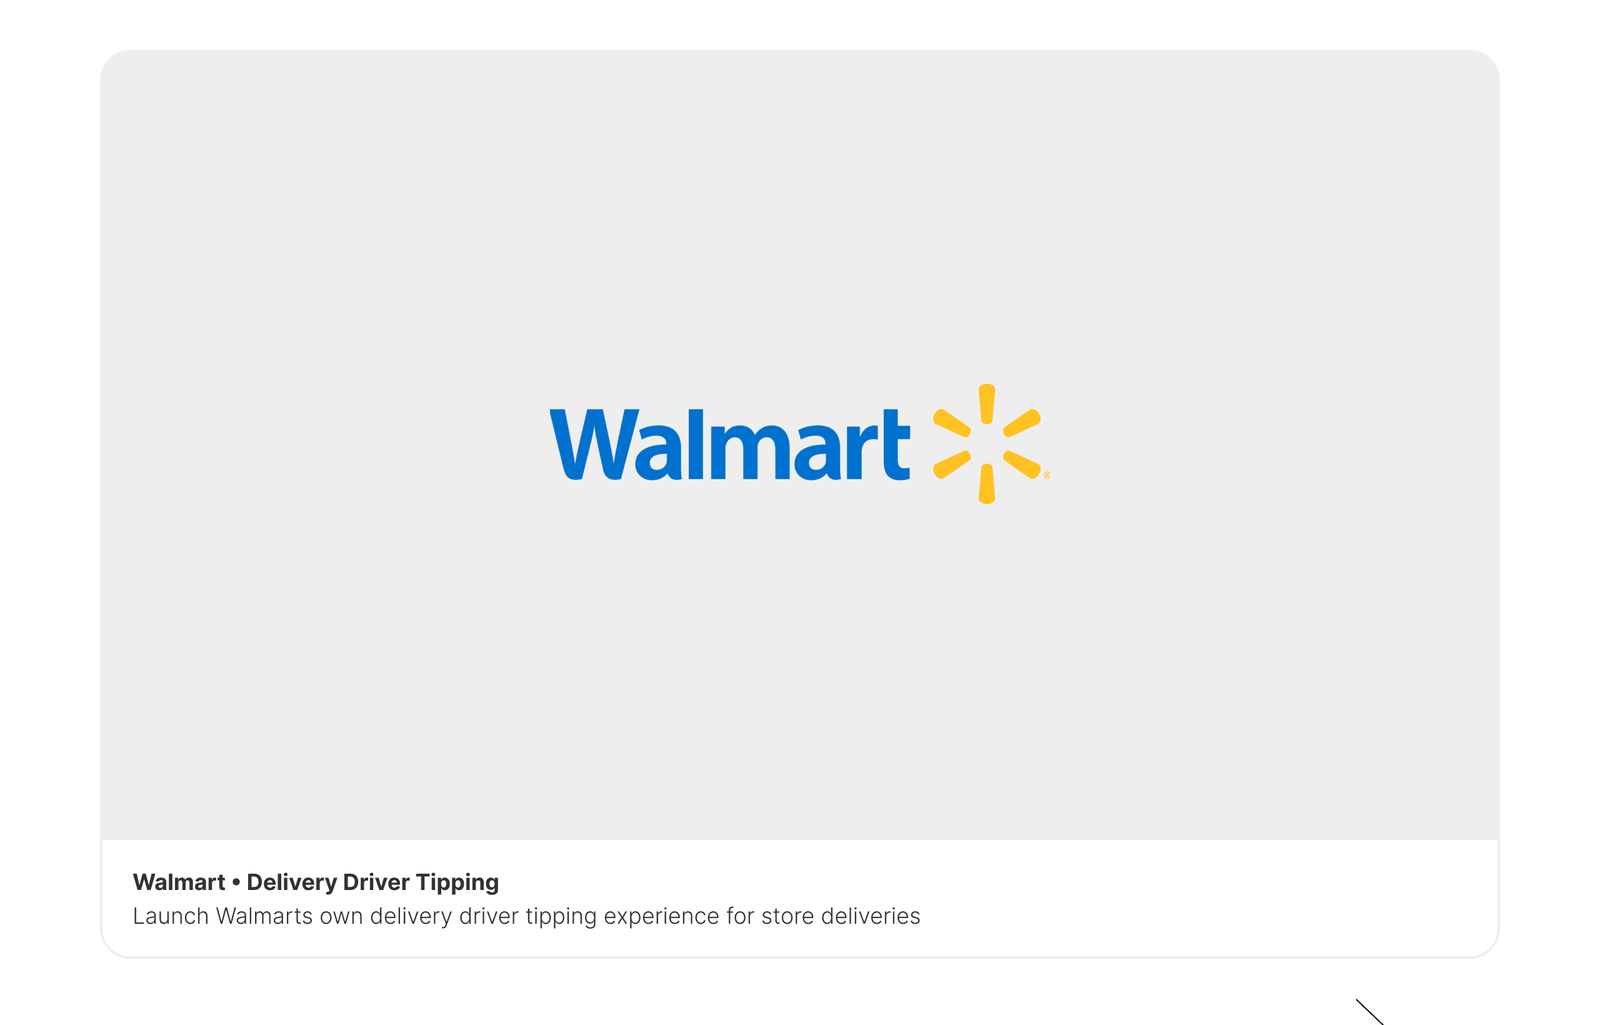 Walmart
Walmart • Delivery Driver Tipping
Launch Walmarts own delivery driver tipping experience for store deliveries